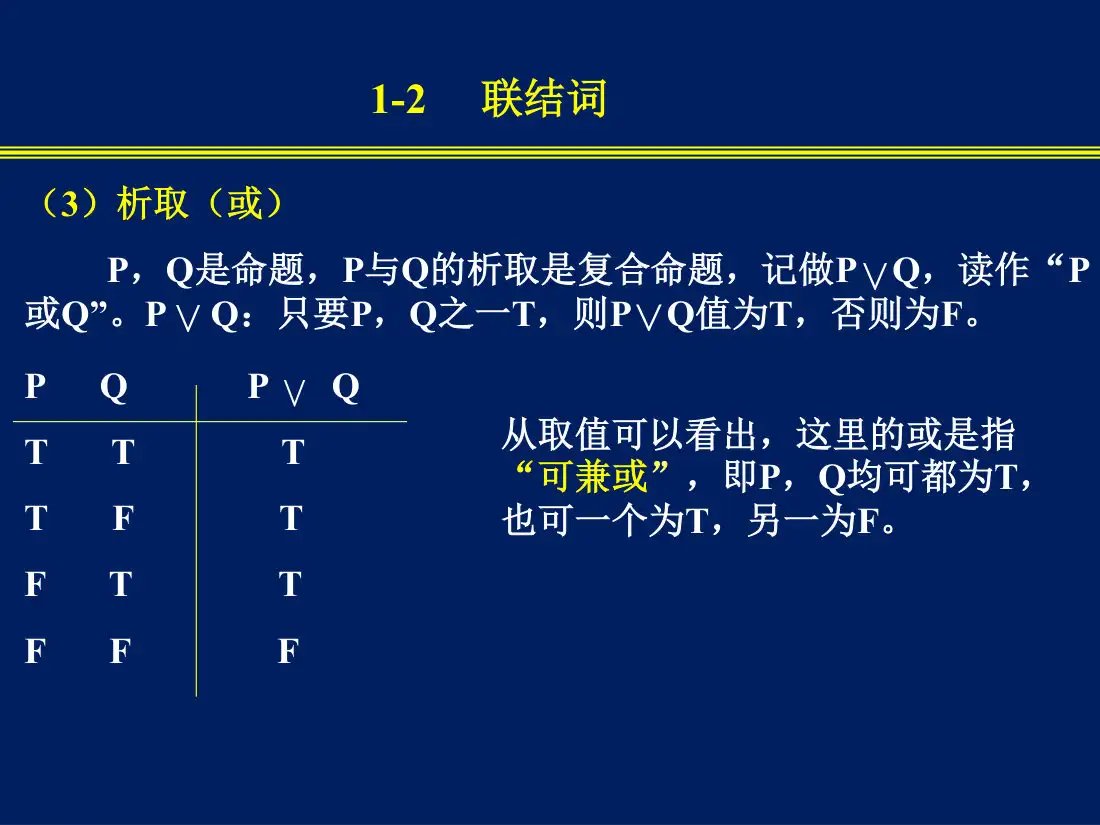 1-2 联结词
（3）析取（或）
P，Q是命题，P与Q的析取是复合命题，记做P∨Q，读作“P
或Q”。P ∨ Q：只要P，Q之一T，则P∨Q值为T，否则为F。
P Q P ∨ Q
T T T
T F T
F T T
F F F
从取值可以看出，这里的或是指
“可兼或”，即P，Q均可都为T，
也可一个为T，另一为F。